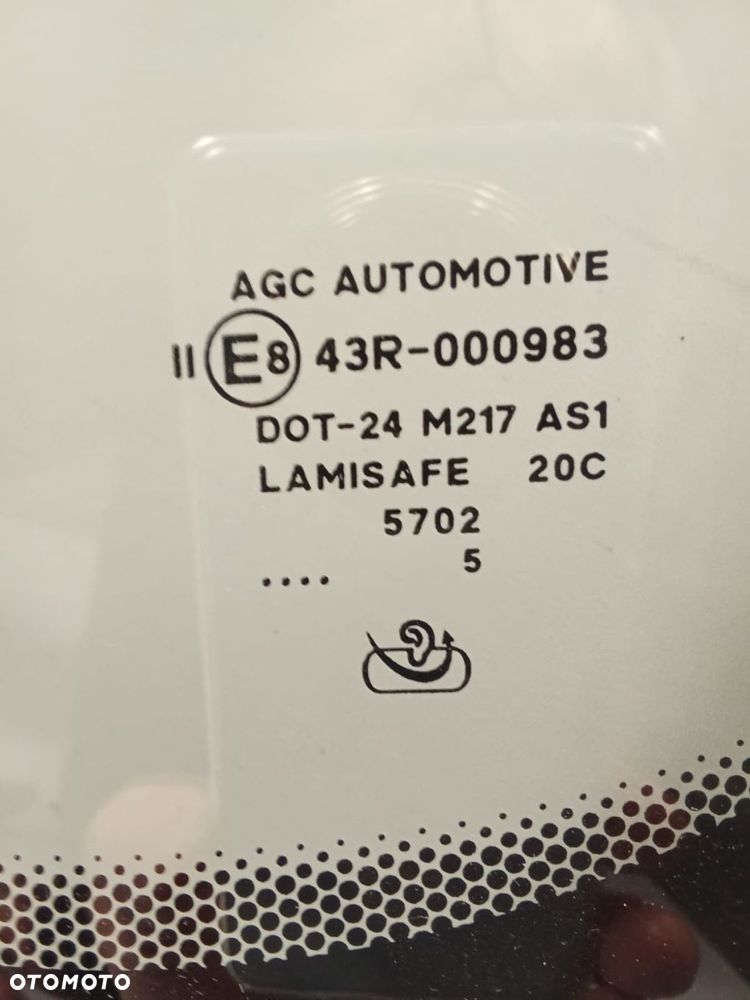 AGC AUTOMOTIVE
II E8 43R-000983
DOT-24 M217 AS1
LAMISAFE 20C
5702
5
....
OTOMOTO